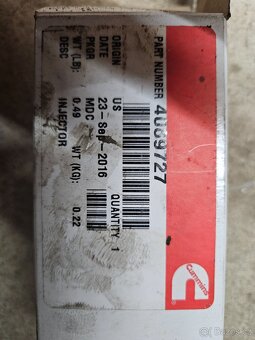 PART NUMBER 4089727
ORIGIN US QUANTITY 1
DATE 23-Sep-2016
PKGR MDC
WT (LB) 0.49 WT (KG) 0.22
DESC INJECTOR
Cummins